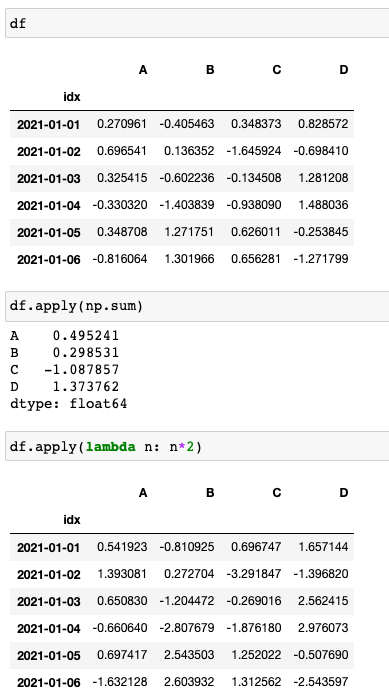 df
A B C D
idx
2021-01-01 0.270961 -0.405463 0.348373 0.828572
2021-01-02 0.696541 0.136352 -1.645924 -0.698410
2021-01-03 0.325415 -0.602236 -0.134508 1.281208
2021-01-04 -0.330320 -1.403839 -0.938090 1.488036
2021-01-05 0.348708 1.271751 0.626011 -0.253845
2021-01-06 -0.816064 1.301966 0.656281 -1.271799
df.apply(np.sum)
A 0.495241
B 0.298531
C -1.087857
D 1.373762
dtype: float64
df.apply(lambda n: n*2)
A B C D
idx
2021-01-01 0.541923 -0.810925 0.696747 1.657144
2021-01-02 1.393081 0.272704 -3.291847 -1.396820
2021-01-03 0.650830 -1.204472 -0.269016 2.562415
2021-01-04 -0.660640 -2.807679 -1.876180 2.976073
2021-01-05 0.697417 2.543503 1.252022 -0.507690
2021-01-06 -1.632128 2.603932 1.312562 -2.543597